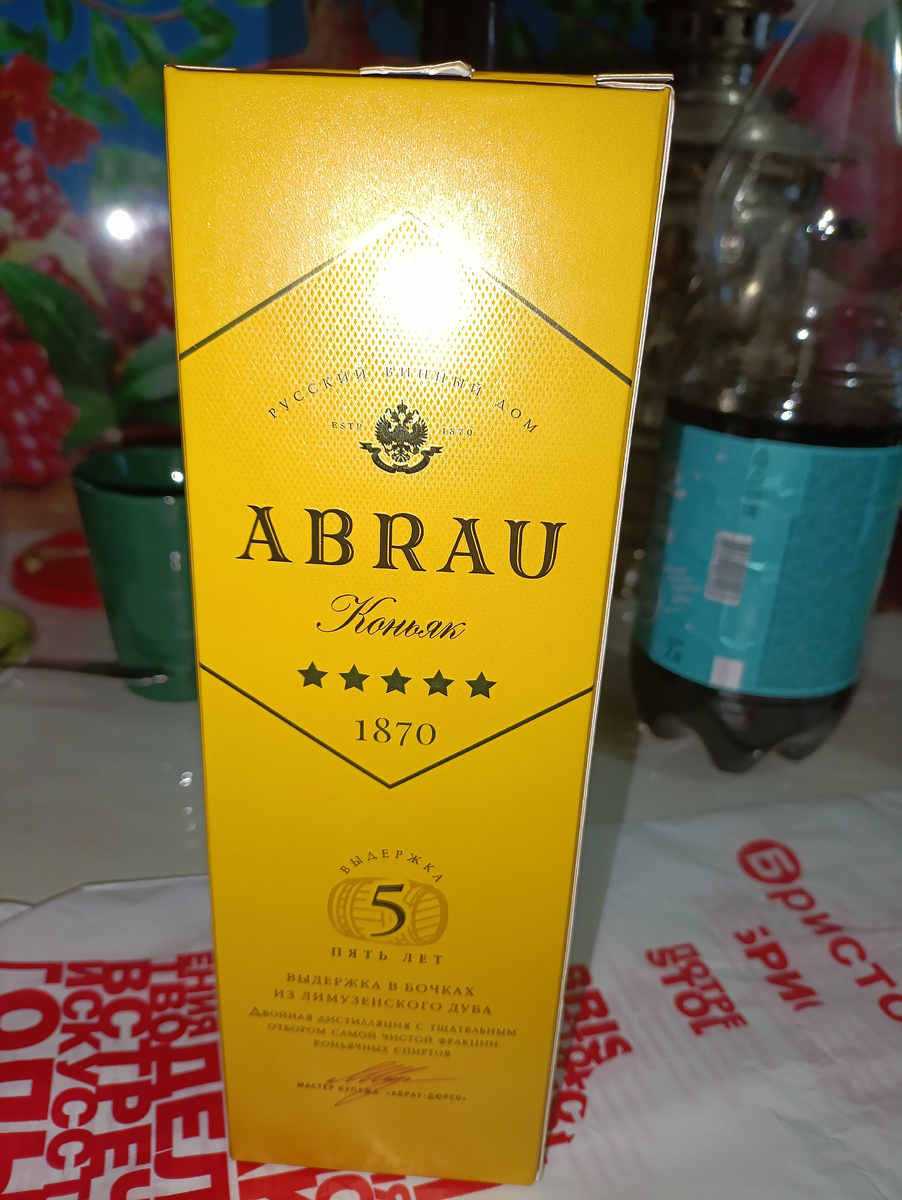 РУССКИЙ ВИННЫЙ ДОМ
ESTD 1870
ABRAU
Коньяк
1870
ВЫДЕРЖКА
5
ПЯТЬ ЛЕТ
ВЫДЕРЖКА В БОЧКАХ
ИЗ ЛИМУЗЕНСКОГО ДУБА
ДВОЙНАЯ ДИСТИЛЛЯЦИЯ С ТЩАТЕЛЬНЫМ
ОТБОРОМ САМОЙ ЧИСТОЙ ФРАКЦИИ
КОНЬЯЧНЫХ СПИРТОВ
МАСТЕР КУПАЖА «АБРАУ-ДЮРСО»
Бристо